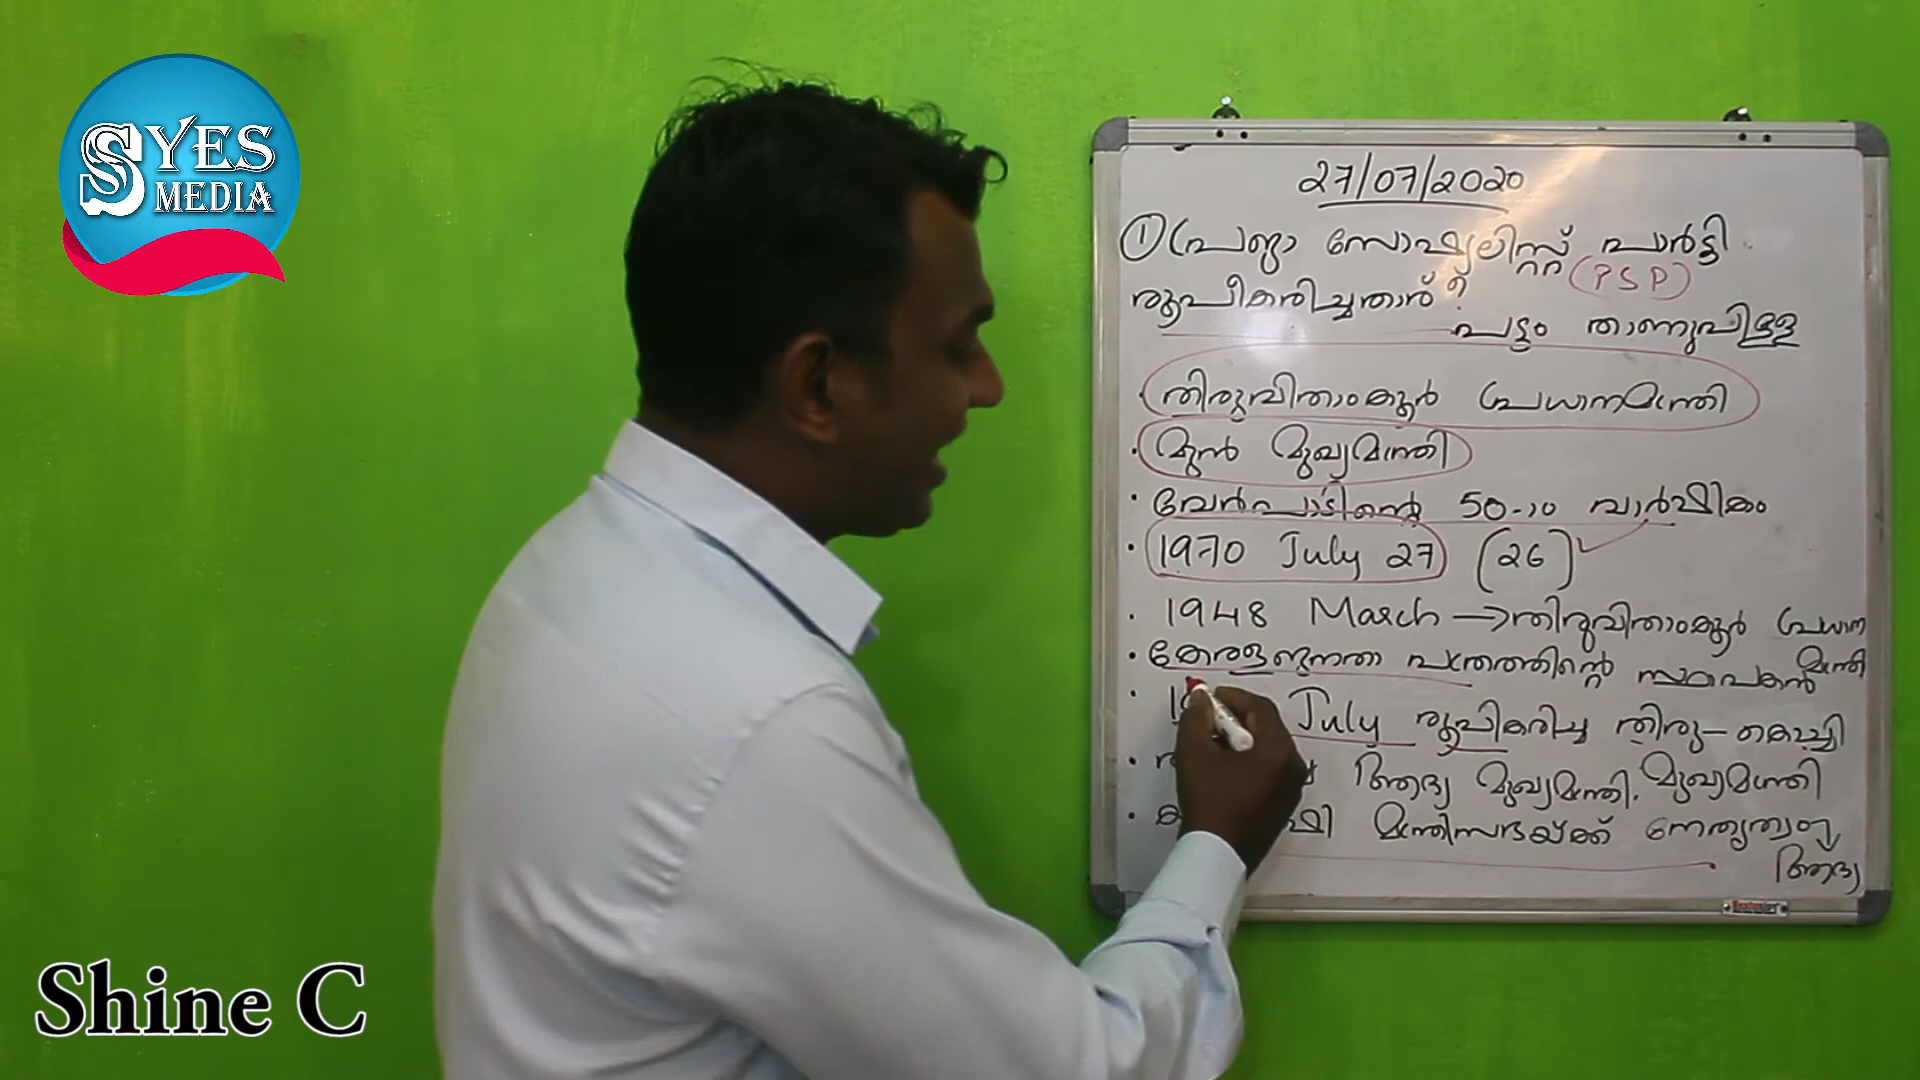 SYES
MEDIA
27/07/2020
① പ്രജാ സോഷ്യലിസ്റ്റ് പാർട്ടി
(PSP)
രൂപീകരിച്ചതാര് ?
പട്ടം താണുപിള്ള
· തിരുവിതാംകൂർ പ്രധാനമന്ത്രി
· മുൻ മുഖ്യമന്ത്രി
· വേർപാടിന്റെ 50-ാം വാർഷികം
· 1970 July 27 (26)
· 1948 March → തിരുവിതാംകൂർ പ്രധാന
മന്ത്രി
· കേരളജനതാ പത്രത്തിന്റെ സ്ഥാപകൻ
· July രൂപികരിച്ച തിരു-കൊച്ചി
മുഖ്യമന്ത്രി
· ആദ്യ മുഖ്യമന്ത്രി.
· മന്ത്രിസഭയ്ക്ക് നേതൃത്വം
ആദ്യ
Shine C